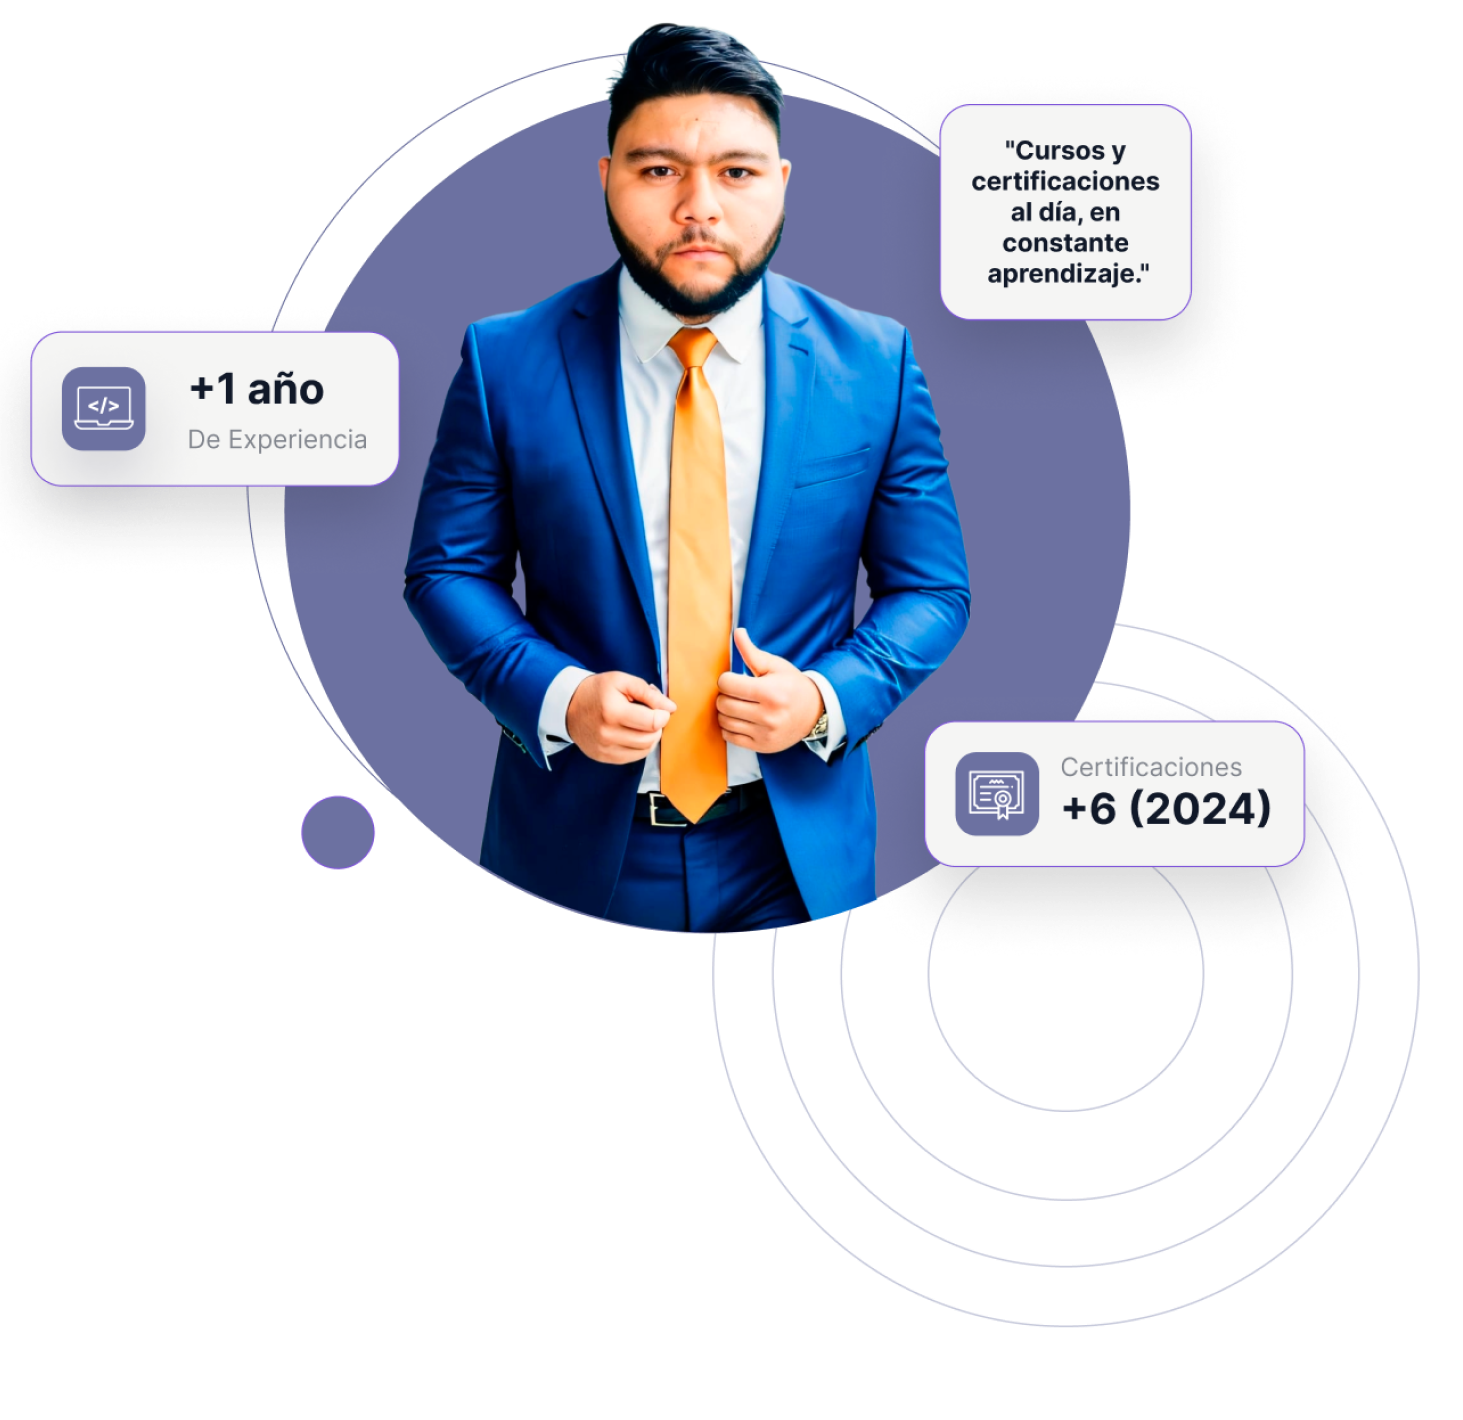 "Cursos y
certificaciones
al día, en
constante
aprendizaje."
+1 año
De Experiencia
Certificaciones
+6 (2024)